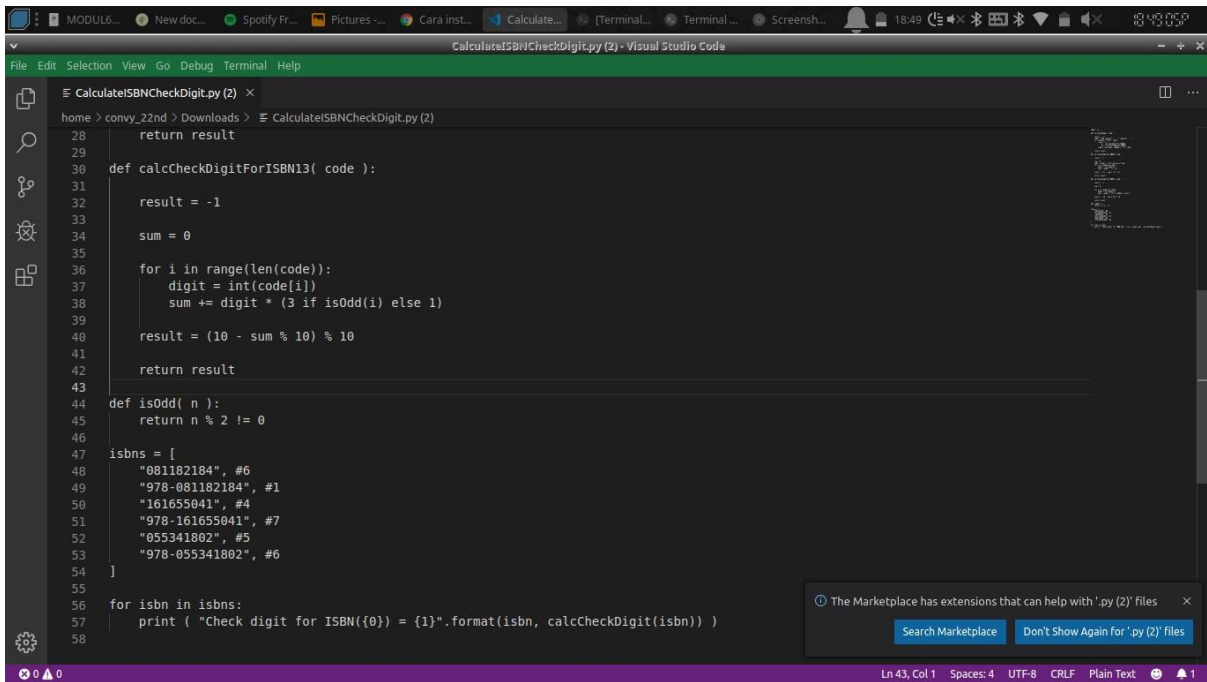 MODUL6... New doc... Spotify Fr... Pictures -... Cara inst... Calculate... [Terminal... Terminal ... Screensh... 18:49
CalculateISBNCheckDigit.py (2) - Visual Studio Code
File Edit Selection View Go Debug Terminal Help
CalculateISBNCheckDigit.py (2) ×
home > convy_22nd > Downloads > CalculateISBNCheckDigit.py (2)
28 return result
29
30 def calcCheckDigitForISBN13( code ):
31
32 result = -1
33
34 sum = 0
35
36 for i in range(len(code)):
37 digit = int(code[i])
38 sum += digit * (3 if isOdd(i) else 1)
39
40 result = (10 - sum % 10) % 10
41
42 return result
43
44 def isOdd( n ):
45 return n % 2 != 0
46
47 isbns = [
48 "081182184", #6
49 "978-081182184", #1
50 "161655041", #4
51 "978-161655041", #7
52 "055341802", #5
53 "978-055341802", #6
54 ]
55
56 for isbn in isbns:
57 print ( "Check digit for ISBN({0}) = {1}".format(isbn, calcCheckDigit(isbn)) )
58
The Marketplace has extensions that can help with '.py (2)' files
Search Marketplace Don't Show Again for '.py (2)' files
0 0 Ln 43, Col 1 Spaces: 4 UTF-8 CRLF Plain Text 1